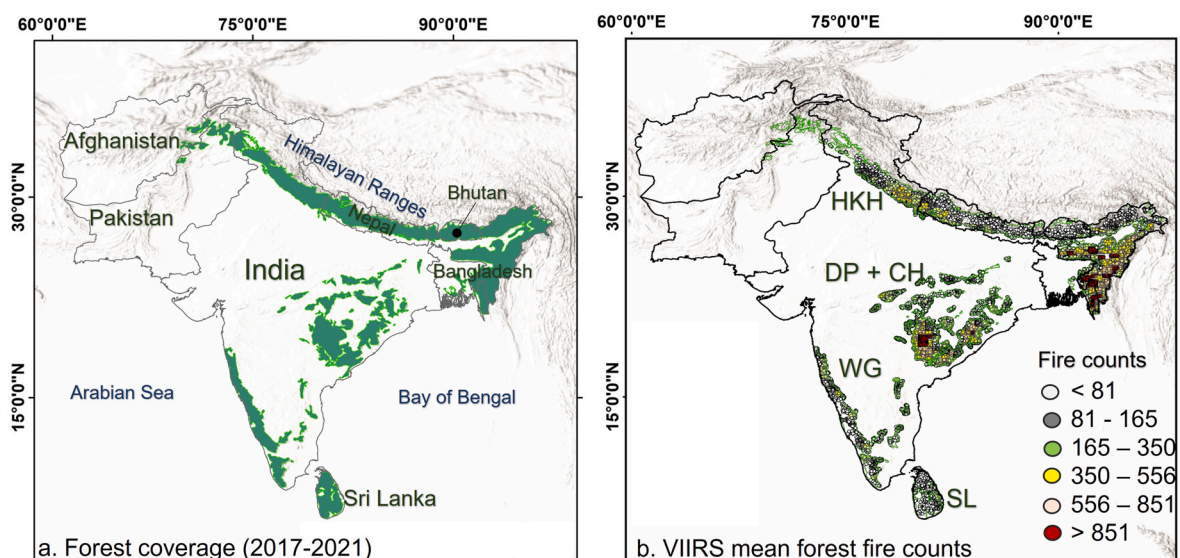 60°0'0"E 75°0'0"E 90°0'0"E
30°0'0"N
15°0'0"N
Afghanistan
Himalayan Ranges
Pakistan
Nepal
Bhutan
India
Bangladesh
Arabian Sea
Bay of Bengal
Sri Lanka
a. Forest coverage (2017-2021)
60°0'0"E 75°0'0"E 90°0'0"E
30°0'0"N
15°0'0"N
HKH
DP + CH
WG
SL
Fire counts
< 81
81 - 165
165 – 350
350 – 556
556 – 851
> 851
b. VIIRS mean forest fire counts